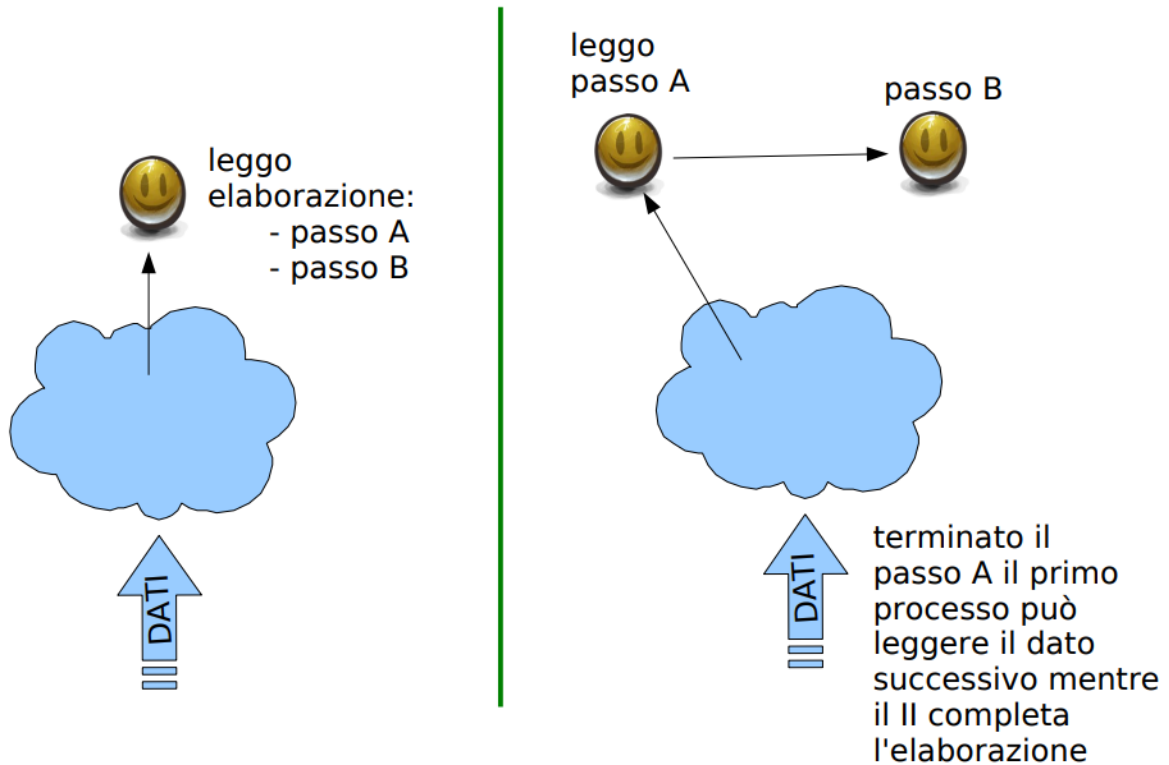 leggo
elaborazione:
- passo A
- passo B
DATI
leggo
passo A
passo B
DATI
terminato il
passo A il primo
processo può
leggere il dato
successivo mentre
il II completa
l'elaborazione